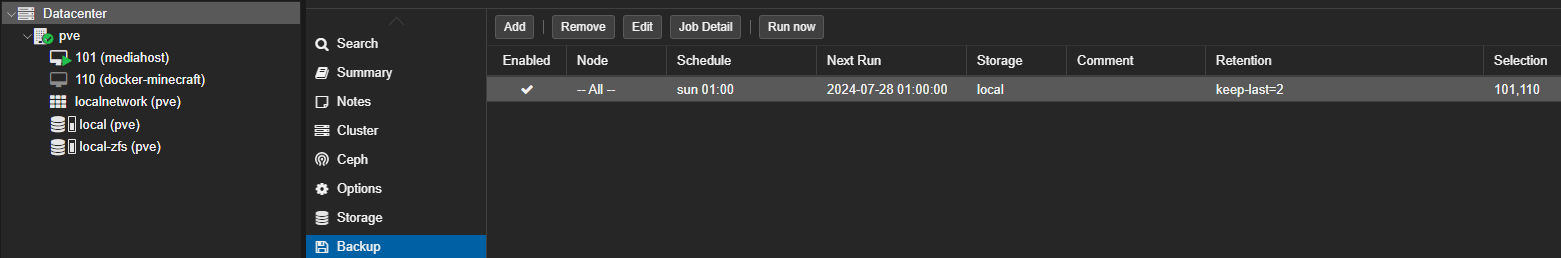 Datacenter
pve
101 (mediahost)
110 (docker-minecraft)
localnetwork (pve)
local (pve)
local-zfs (pve)
Search
Summary
Notes
Cluster
Ceph
Options
Storage
Backup
Add Remove Edit Job Detail Run now
Enabled Node Schedule Next Run Storage Comment Retention Selection
-- All -- sun 01:00 2024-07-28 01:00:00 local keep-last=2 101,110